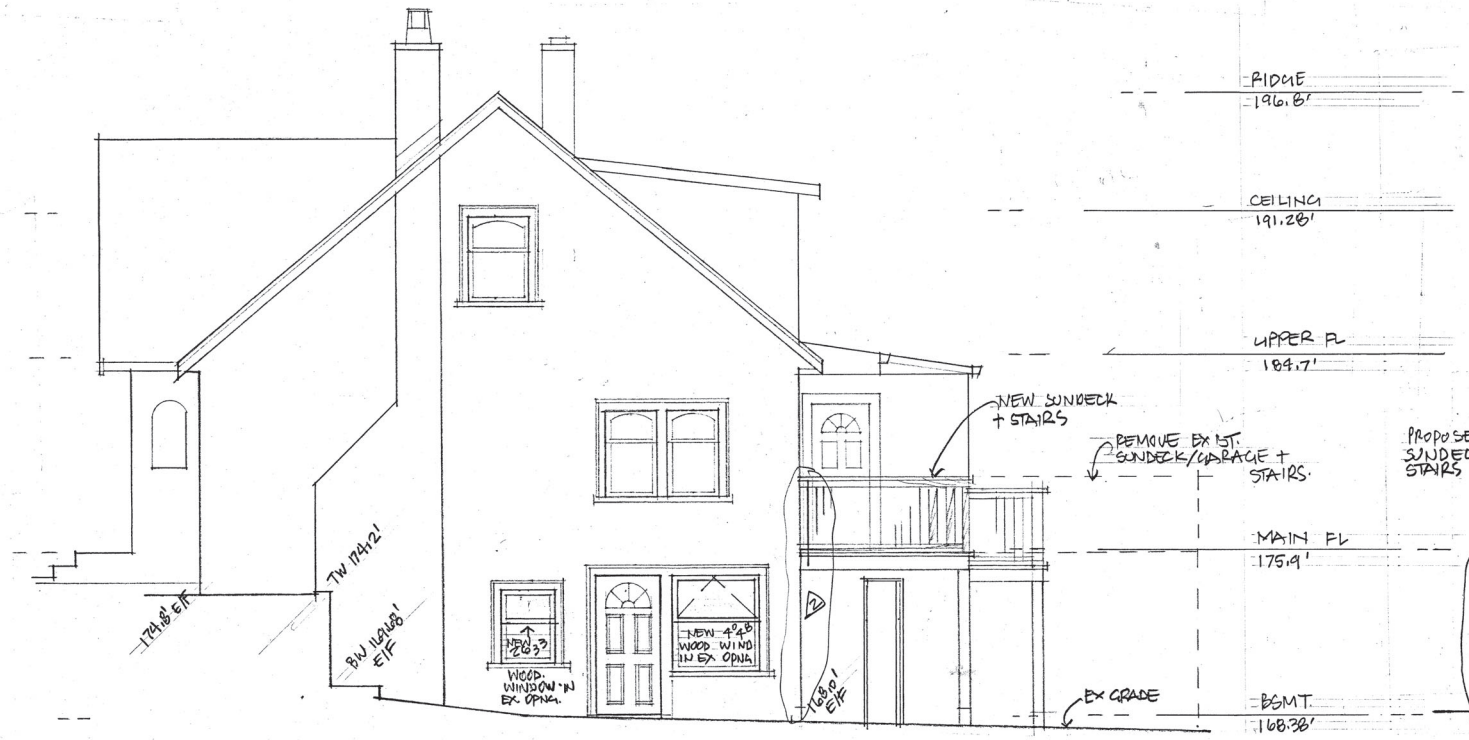 RIDGE
196.8'
CEILING
191.28'
UPPER FL
184.7'
NEW SUNDECK
+ STAIRS
REMOVE EXIST.
SUNDECK/GARAGE +
STAIRS.
PROPOSE
SUNDEC
STAIRS
MAIN FL
175.9'
TW 174.2'
174.8' E/F
BW 169.68'
E/F
NEW
2633
WOOD
WINDOW IN
EX OPNG.
NEW 4040
WOOD WIND
IN EX OPNG
2
168.0'
E/F
EX GRADE
BSMT.
168.38'